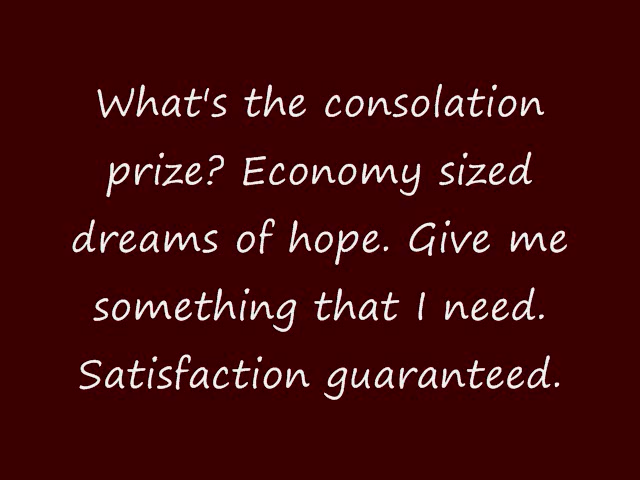 What's the consolation
prize? Economy sized
dreams of hope. Give me
something that I need.
Satisfaction guaranteed.